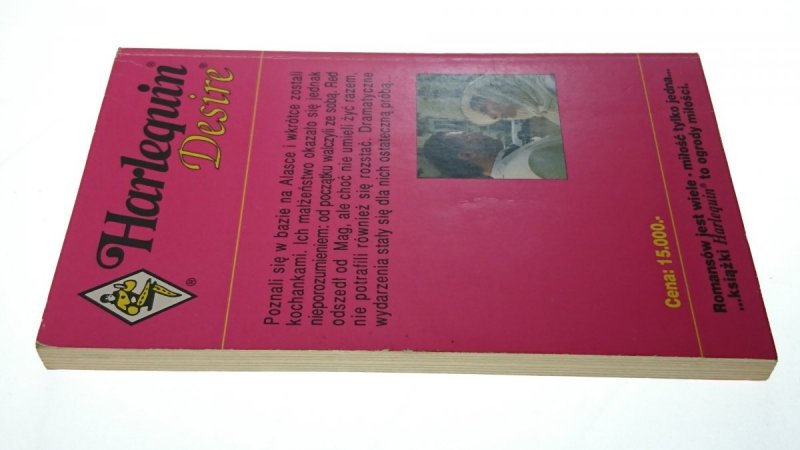 Harlequin®
Desire®
®
Poznali się w bazie na Alasce i wkrótce zostali
kochankami. Ich małżeństwo okazało się jednak
nieporozumieniem: od początku walczyli ze sobą. Red
odszedł od Mag, ale choć nie umieli żyć razem,
nie potrafili również się rozstać. Dramatyczne
wydarzenia stały się dla nich ostateczną próbą...
Cena: 15.000.-
Romansów jest wiele - miłość tylko jedna...
...książki Harlequin® to ogrody miłości.